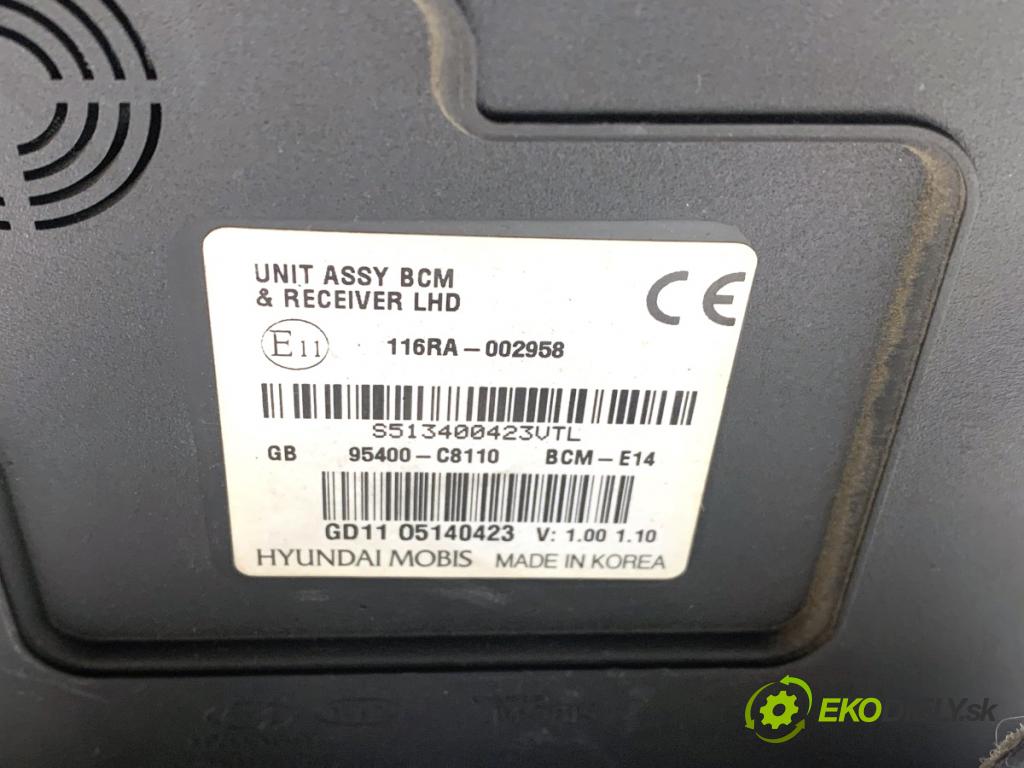 UNIT ASSY BCM
& RECEIVER LHD
CE
E11 116RA-002958
S513400423VTL
GB 95400-C8110 BCM-E14
GD11 05140423 V: 1.00 1.10
HYUNDAI MOBIS MADE IN KOREA
EKODIELY.sk